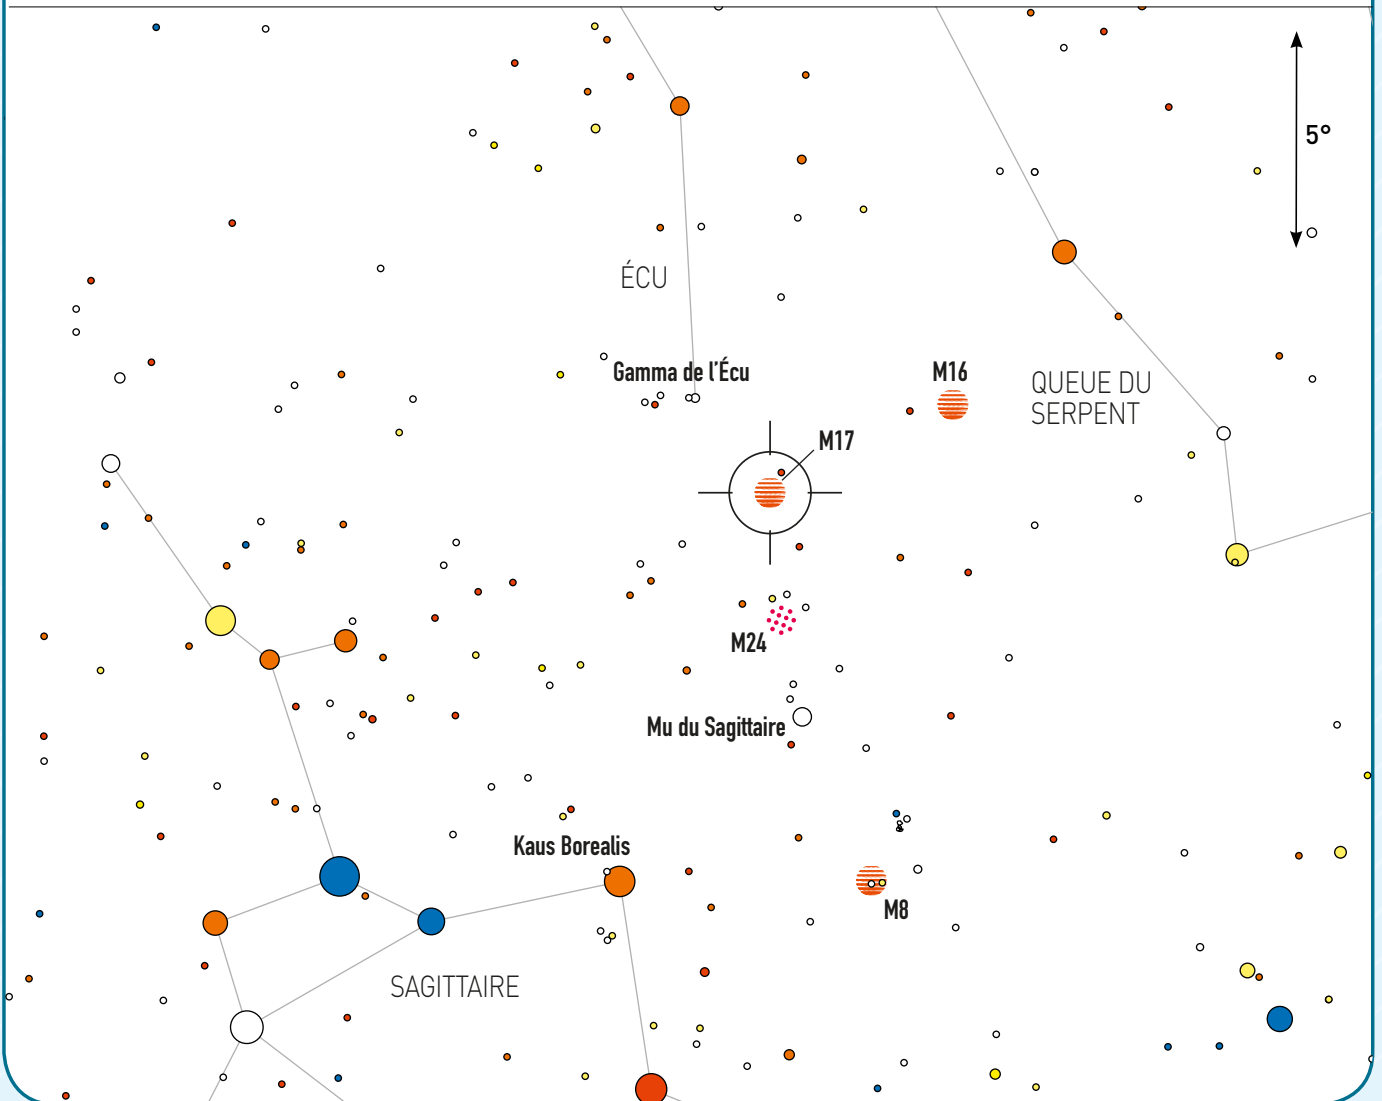 5°
ÉCU
Gamma de l'Écu
M16
QUEUE DU
SERPENT
M17
M24
Mu du Sagittaire
Kaus Borealis
M8
SAGITTAIRE